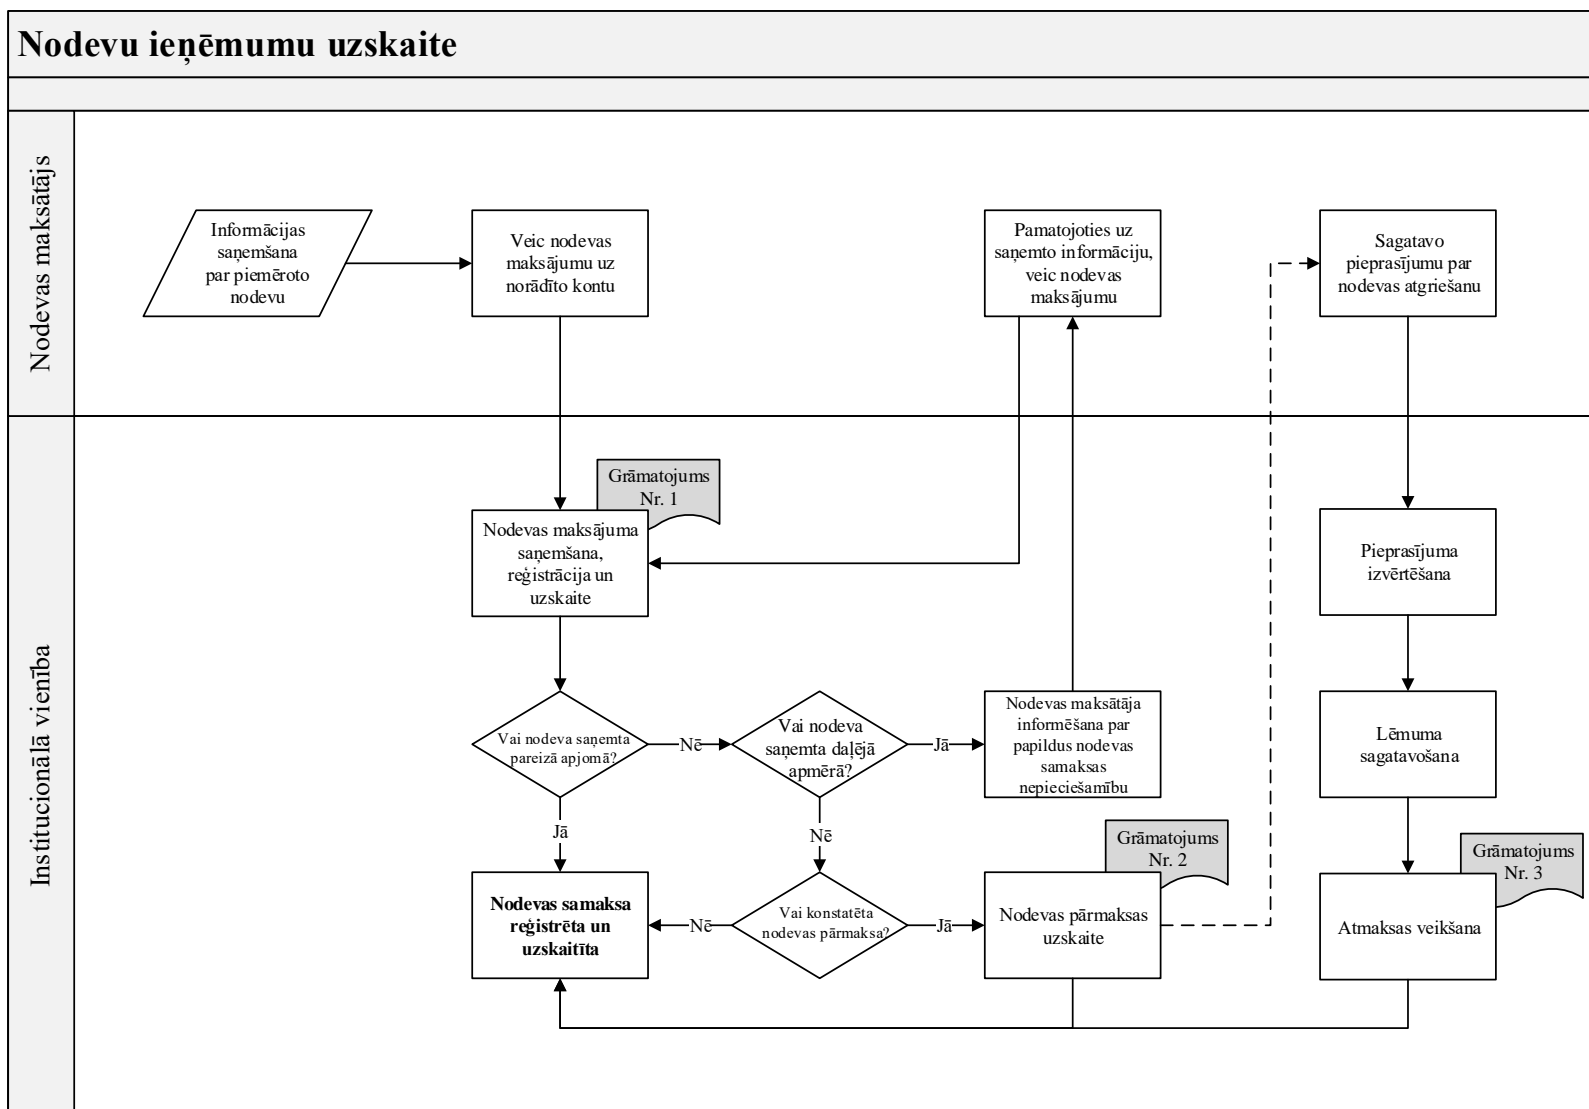 Nodevu ieņēmumu uzskaite
Nodevas maksātājs
Informācijas
saņemšana
par piemēroto
nodevu
Veic nodevas
maksājumu uz
norādīto kontu
Pamatojoties uz
saņemto informāciju,
veic nodevas
maksājumu
Sagatavo
pieprasījumu par
nodevas atgriešanu
Institucionālā vienība
Grāmatojums
Nr. 1
Nodevas maksājuma
saņemšana,
reģistrācija un
uzskaite
Pieprasījuma
izvērtēšana
Vai nodeva saņemta
pareizā apjomā?
Nē
Vai nodeva
saņemta daļējā
apmērā?
Jā
Nodevas maksātāja
informēšana par
papildus nodevas
samaksas
nepieciešamību
Lēmuma
sagatavošana
Jā
Nē
Grāmatojums
Nr. 2
Grāmatojums
Nr. 3
Nodevas samaksa
reģistrēta un
uzskaitīta
Nē
Vai konstatēta
nodevas pārmaksa?
Jā
Nodevas pārmaksas
uzskaite
Atmaksas veikšana